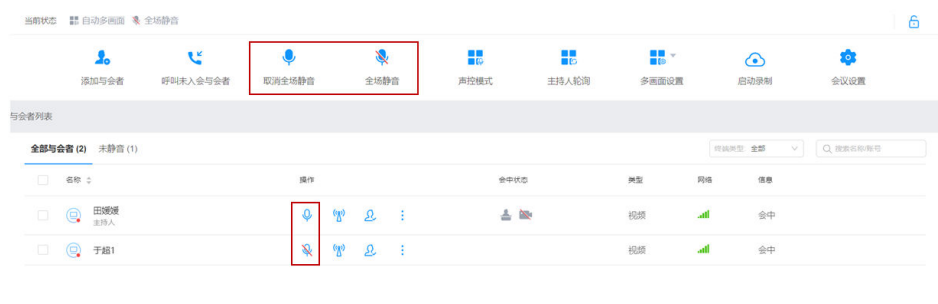 当前状态 自动多画面 全场静音
添加与会者 呼叫未入会与会者 取消全场静音 全场静音 声控模式 主持人轮询 多画面设置 启动录制 会议设置
与会者列表
全部与会者 (2) 未静音 (1) 终端类型: 全部 搜索名称/账号
名称 操作 会中状态 类型 网络 信息
田媛媛 视频 会中
主持人
于超1 视频 会中